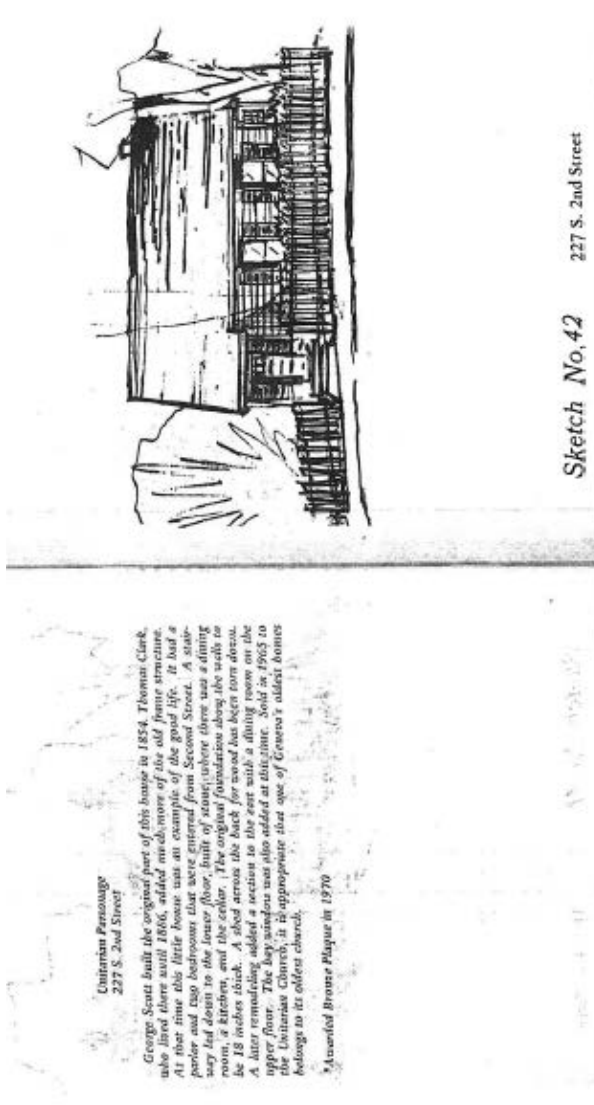 Unitarian Parsonage
227 S. 2nd Street
George Scott built the original part of this house in 1854. Thomas Clark,
who lived there until 1866, added much more of the old frame structure.
At that time this little house was an example of the good life. It had a
parlor and two bedrooms that were entered from Second Street. A stair-
way led down to the lower floor, built of stone, where there was a dining
room, a kitchen, and the cellar. The original foundation shows the walls to
be 18 inches thick. A shed across the back for wood has been torn down.
A later remodeling added a section to the east with a dining room on the
upper floor. The bay window was also added at this time. Sold in 1965 to
the Unitarian Church, it is appropriate that one of Geneva's oldest homes
belongs to its oldest church.
*Awarded Bronze Plaque in 1970
Sketch No. 42 227 S. 2nd Street